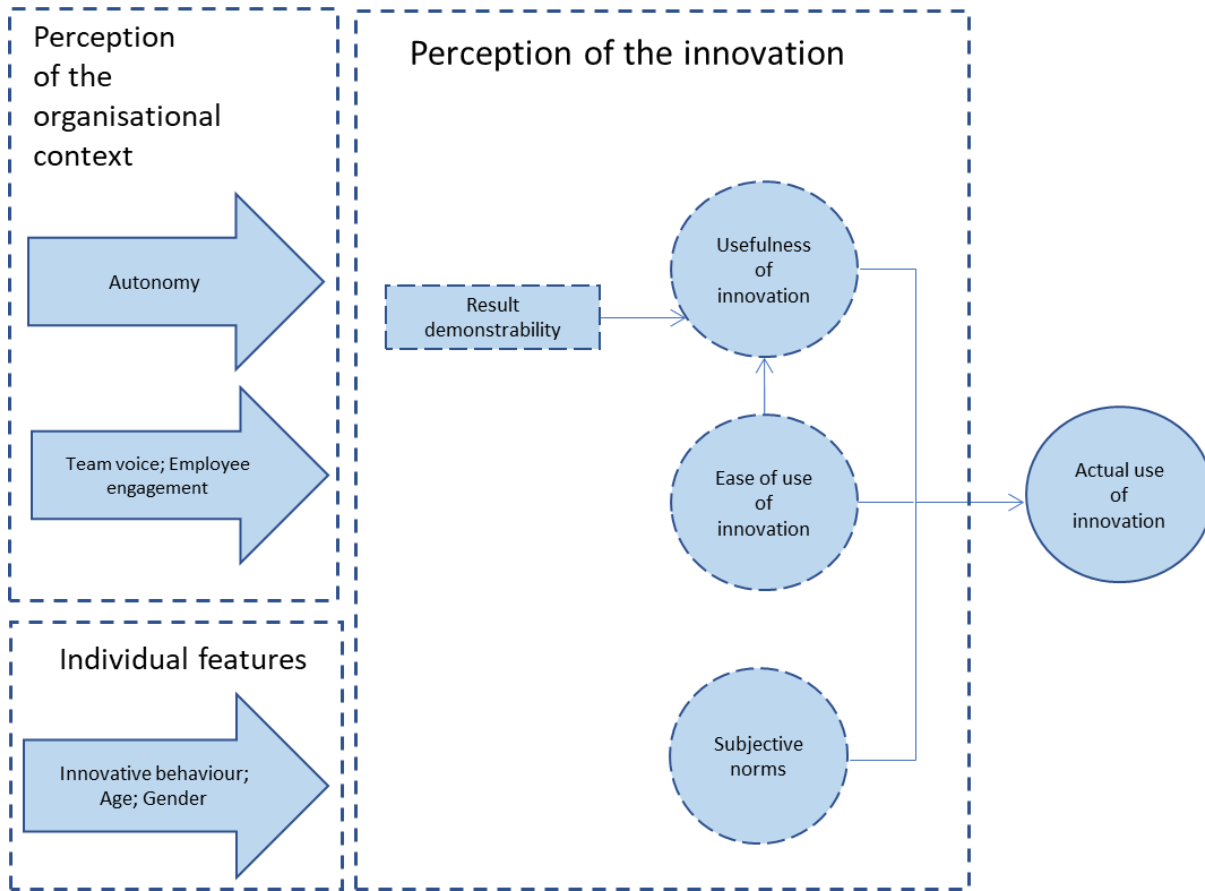 Perception
of the
organisational
context
Autonomy
Team voice; Employee
engagement
Individual features
Innovative behaviour;
Age; Gender
Perception of the innovation
Result
demonstrability
Usefulness
of
innovation
Ease of use
of
innovation
Subjective
norms
Actual use
of
innovation